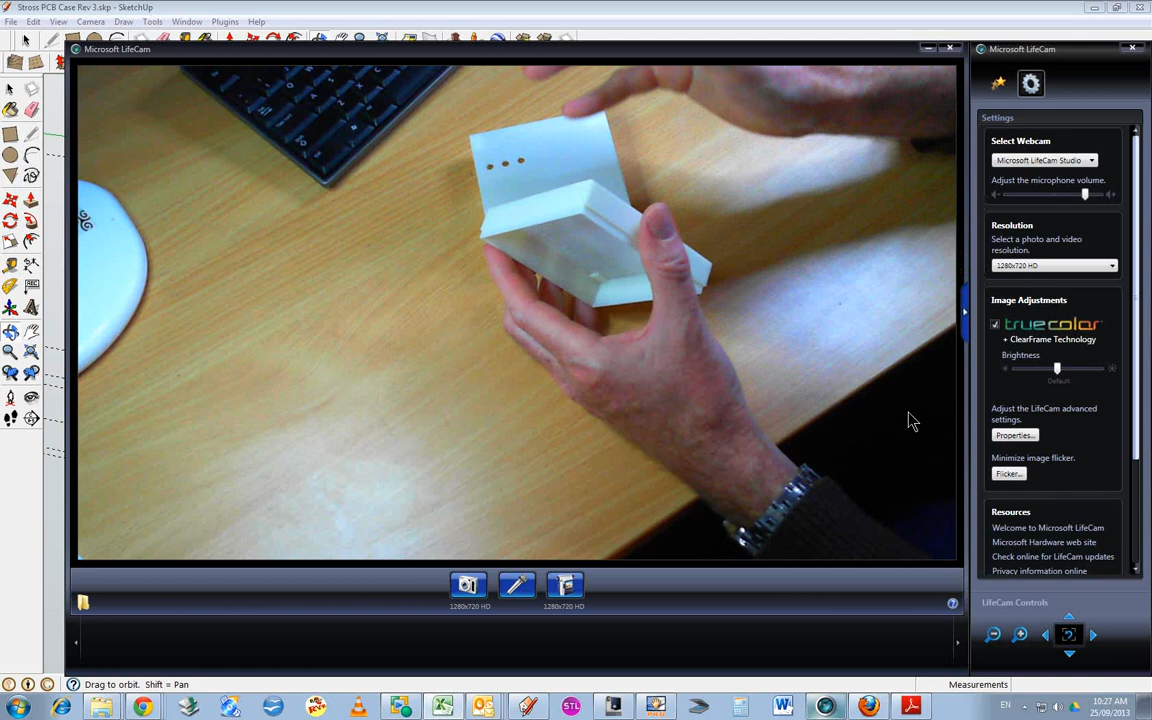 Stross PCB Case Rev 3.skp - SketchUp
File Edit View Camera Draw Tools Window Plugins Help
Microsoft LifeCam
Microsoft LifeCam
Settings
Select Webcam
Microsoft LifeCam Studio
Adjust the microphone volume.
Resolution
Select a photo and video
resolution.
1280x720 HD
Image Adjustments
truecolor
+ ClearFrame Technology
Brightness
Default
Adjust the LifeCam advanced
settings.
Properties...
Minimize image flicker.
Flicker...
Resources
Welcome to Microsoft LifeCam
Microsoft Hardware web site
Check online for LifeCam updates
Privacy information online
1280x720 HD
1280x720 HD
LifeCam Controls
Drag to orbit. Shift = Pan
Measurements
STL
EN
10:27 AM
25/09/2013